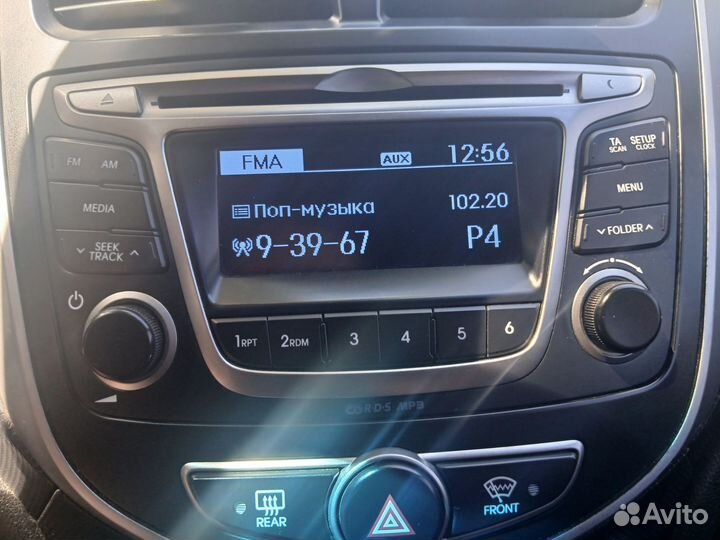 FMA AUX 12:56
Поп-музыка 102.20
9-39-67 P4
FM AM
MEDIA
SEEK
TRACK
TA
SCAN
SETUP
CLOCK
MENU
FOLDER
1RPT 2RDM 3 4 5 6
RDS MP3
REAR
FRONT
Avito